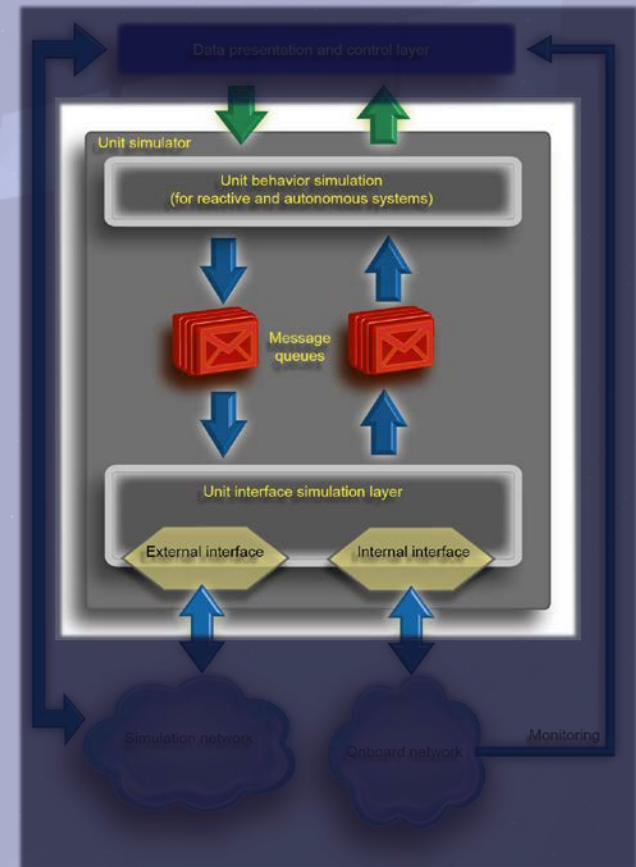 Data presentation and control layer
Unit simulator
Unit behavior simulation
(for reactive and autonomous systems)
Message
queues
Unit interface simulation layer
External interface
Internal interface
Simulation network
Onboard network
Monitoring